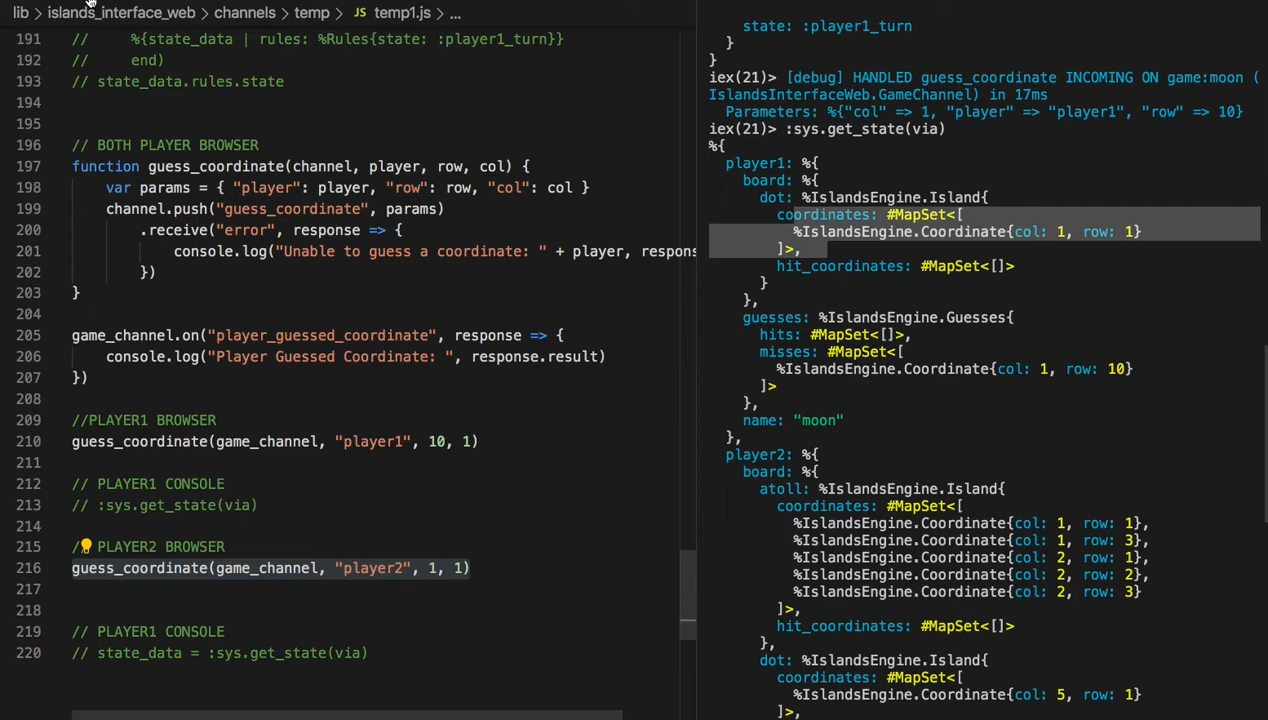 lib > islands_interface_web > channels > temp > JS temp1.js > ...
191 //     %{state_data | rules: %Rules{state: :player1_turn}}
192 //     end)
193 // state_data.rules.state
194
195
196 // BOTH PLAYER BROWSER
197 function guess_coordinate(channel, player, row, col) {
198     var params = { "player": player, "row": row, "col": col }
199     channel.push("guess_coordinate", params)
200         .receive("error", response => {
201             console.log("Unable to guess a coordinate: " + player, respons
202         })
203 }
204
205 game_channel.on("player_guessed_coordinate", response => {
206     console.log("Player Guessed Coordinate: ", response.result)
207 })
208
209 //PLAYER1 BROWSER
210 guess_coordinate(game_channel, "player1", 10, 1)
211
212 // PLAYER1 CONSOLE
213 // :sys.get_state(via)
214
215 / PLAYER2 BROWSER
216 guess_coordinate(game_channel, "player2", 1, 1)
217
218
219 // PLAYER1 CONSOLE
220 // state_data = :sys.get_state(via)
state: :player1_turn
}
}
iex(21)> [debug] HANDLED guess_coordinate INCOMING ON game:moon (
IslandsInterfaceWeb.GameChannel) in 17ms
Parameters: %{"col" => 1, "player" => "player1", "row" => 10}
iex(21)> :sys.get_state(via)
%{
player1: %{
board: %{
dot: %IslandsEngine.Island{
coordinates: #MapSet<[
%IslandsEngine.Coordinate{col: 1, row: 1}
]>,
hit_coordinates: #MapSet<[]>
}
},
guesses: %IslandsEngine.Guesses{
hits: #MapSet<[]>,
misses: #MapSet<[
%IslandsEngine.Coordinate{col: 1, row: 10}
]>
},
name: "moon"
},
player2: %{
board: %{
atoll: %IslandsEngine.Island{
coordinates: #MapSet<[
%IslandsEngine.Coordinate{col: 1, row: 1},
%IslandsEngine.Coordinate{col: 1, row: 3},
%IslandsEngine.Coordinate{col: 2, row: 1},
%IslandsEngine.Coordinate{col: 2, row: 2},
%IslandsEngine.Coordinate{col: 2, row: 3}
]>,
hit_coordinates: #MapSet<[]>
},
dot: %IslandsEngine.Island{
coordinates: #MapSet<[
%IslandsEngine.Coordinate{col: 5, row: 1}
]>,